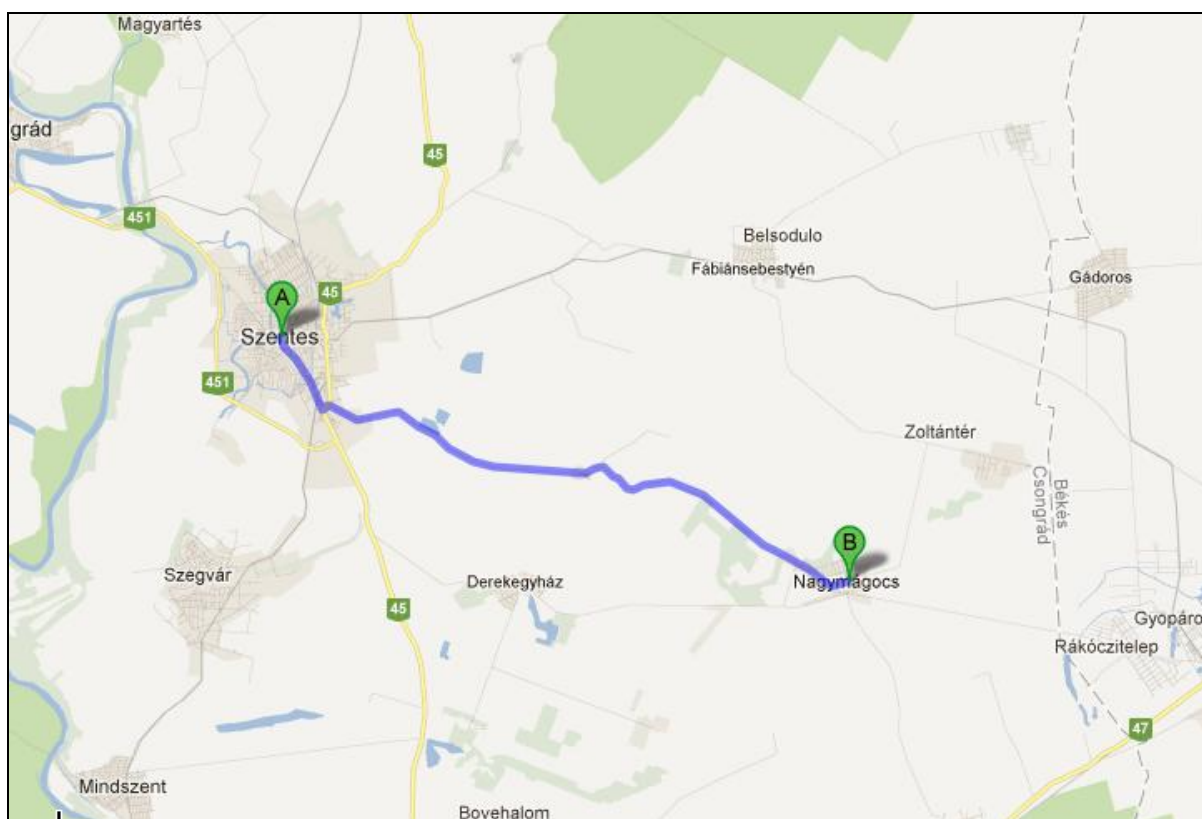 Magyartés
grád
45
451
Belsodulo
Fábiánsebestyén
Gádoros
A
45
Szentes
451
Zoltántér
Békés
Csongrád
B
Szegvár
Derekegyház
Nagymágocs
45
Gyopáro
Rákóczitelep
47
Mindszent
Bovehalom